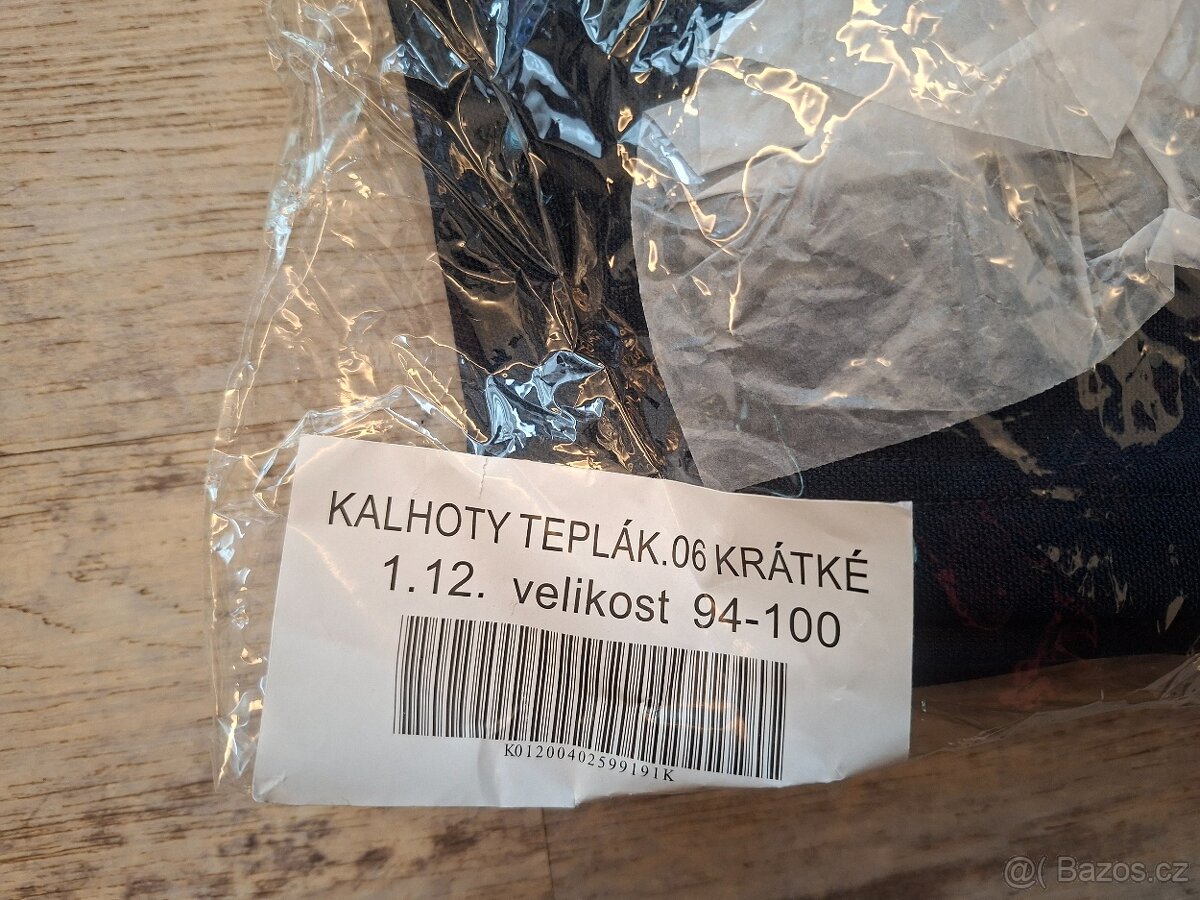 KALHOTY TEPLÁK.06 KRÁTKÉ
1.12. velikost 94-100
K01200402599191K
@( Bazos.cz